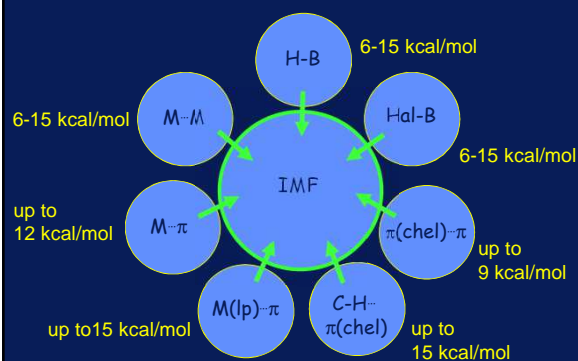 6-15 kcal/mol
H-B
6-15 kcal/mol
M···M
Hal-B
6-15 kcal/mol
IMF
up to
12 kcal/mol
M···π
π(chel)···π
up to
9 kcal/mol
M(lp)···π
C-H···
π(chel)
up to15 kcal/mol
up to
15 kcal/mol